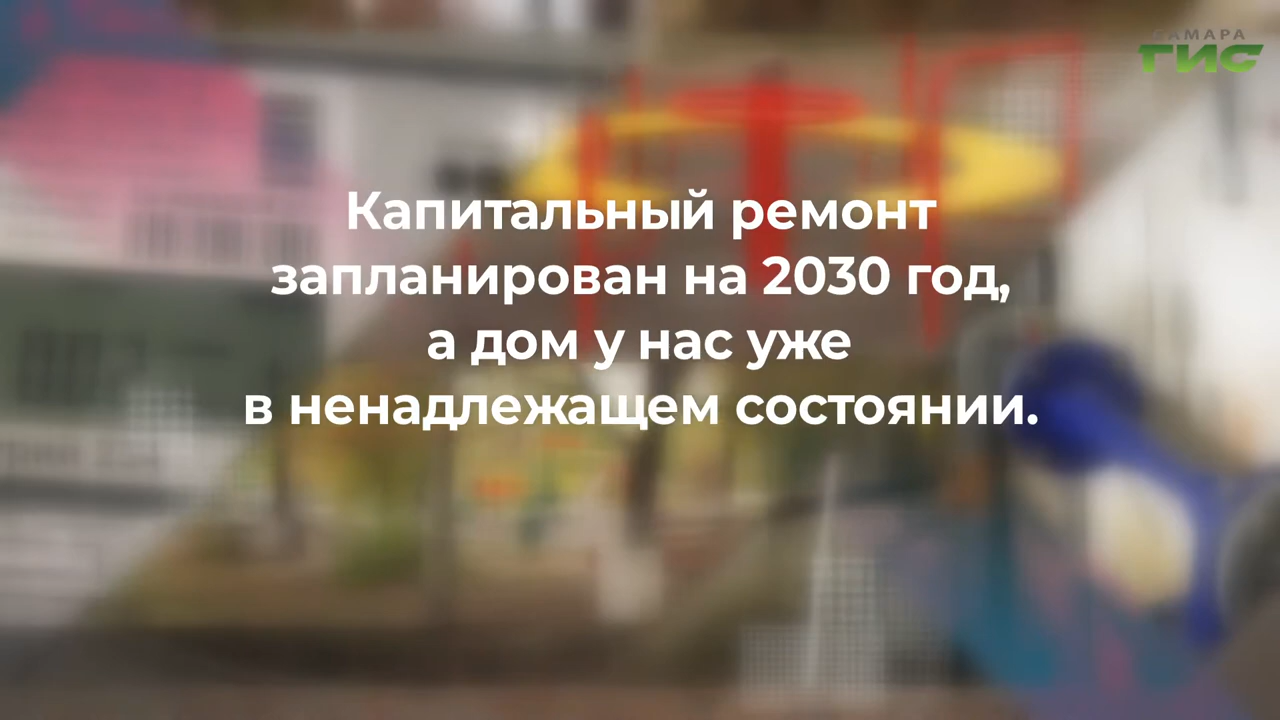 САМАРА
ГИС
Капитальный ремонт
запланирован на 2030 год,
а дом у нас уже
в ненадлежащем состоянии.